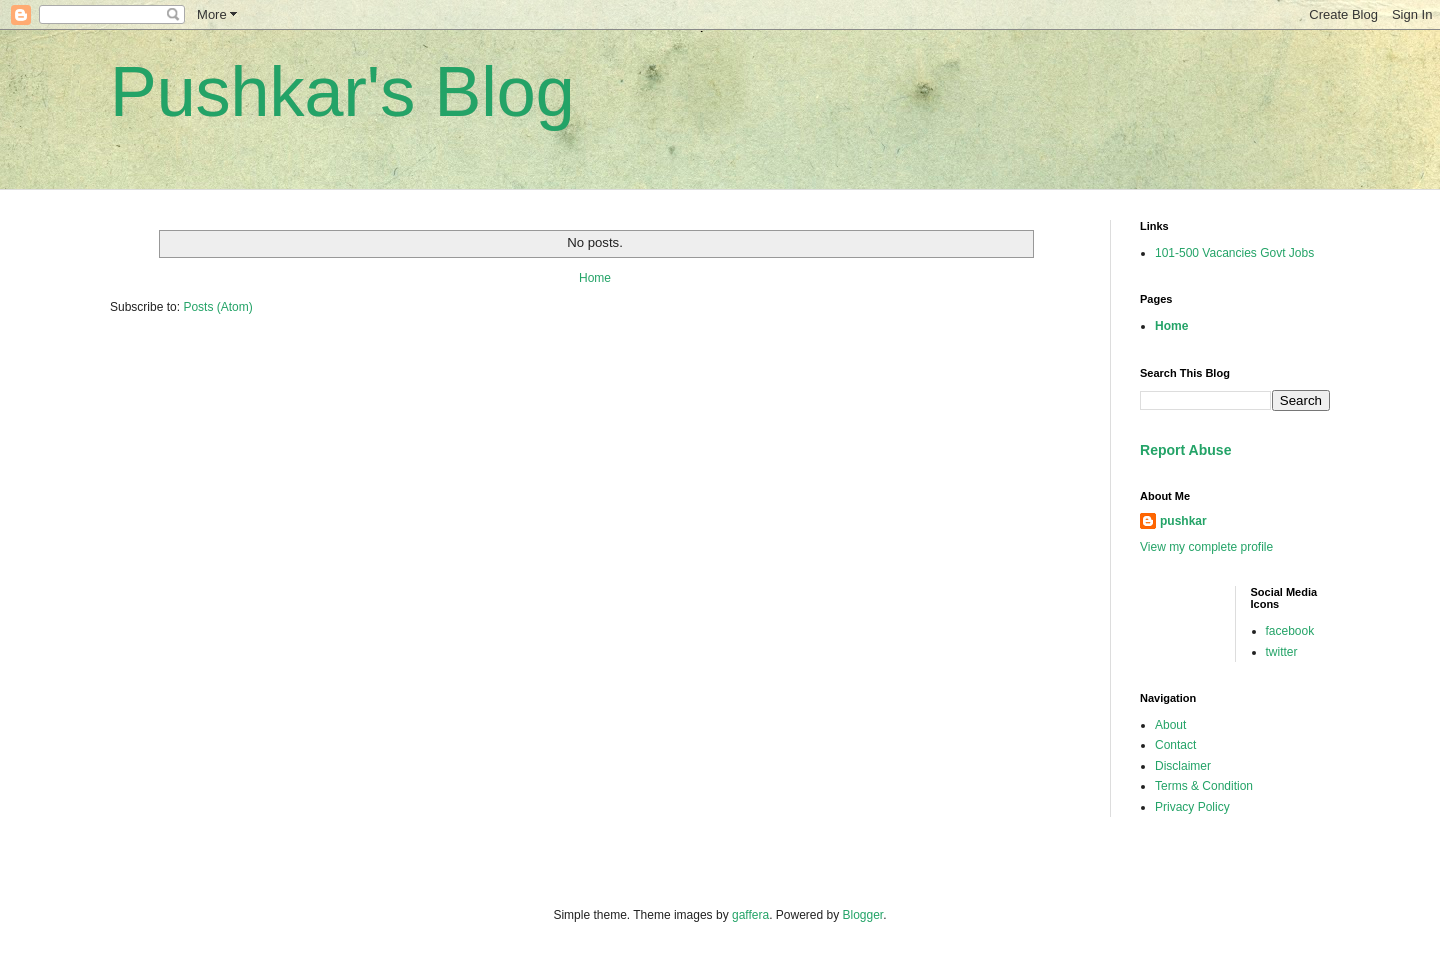 More
Create Blog
Sign In
Pushkar's Blog
No posts.
Home
Subscribe to: Posts (Atom)
Links
101-500 Vacancies Govt Jobs
Pages
Home
Search This Blog
Search
Report Abuse
About Me
pushkar
View my complete profile
Social Media
Icons
facebook
twitter
Navigation
About
Contact
Disclaimer
Terms & Condition
Privacy Policy
Simple theme. Theme images by gaffera. Powered by Blogger.